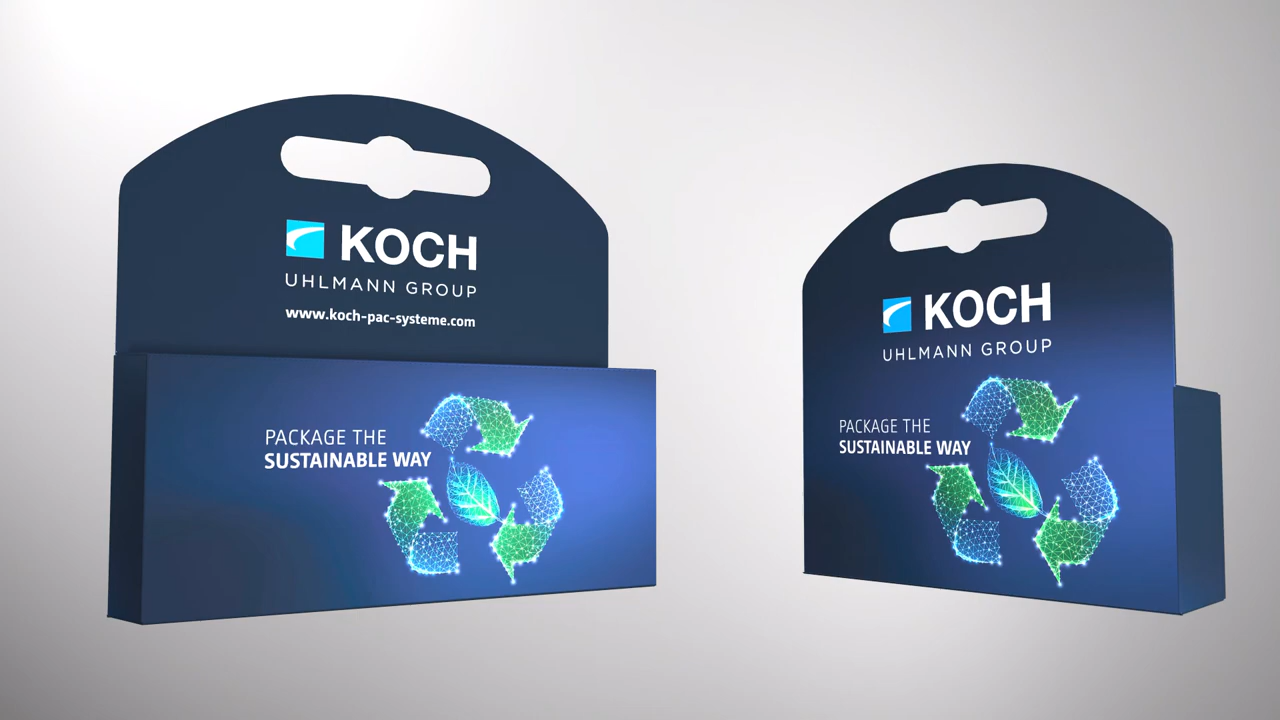 KOCH
UHLMANN GROUP
www.koch-pac-systeme.com
PACKAGE THE
SUSTAINABLE WAY
KOCH
UHLMANN GROUP
PACKAGE THE
SUSTAINABLE WAY